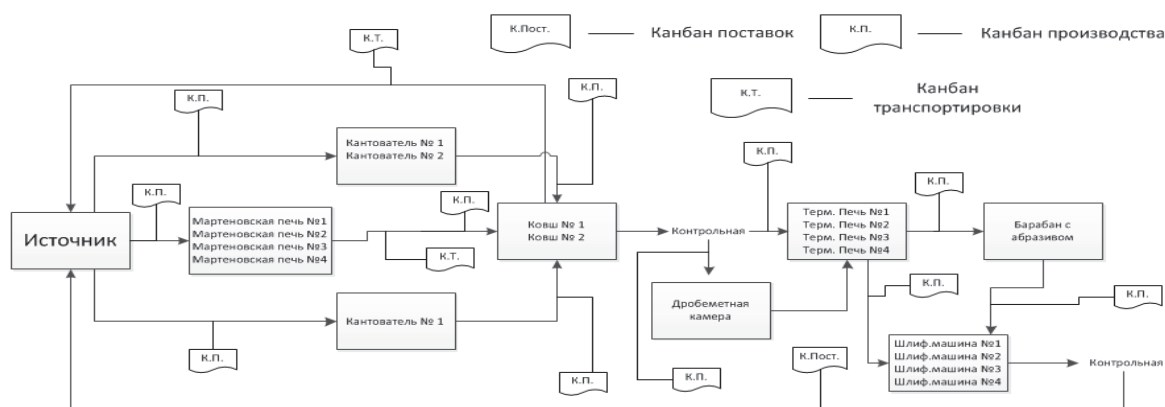 К.Т.
К.Пост.
Канбан поставок
К.П.
Канбан производства
К.Т.
Канбан
транспортировки
К.П.
К.П.
Кантователь № 1
Кантователь № 2
К.П.
К.П.
К.П.
К.П.
Источник
Мартеновская печь №1
Мартеновская печь №2
Мартеновская печь №3
Мартеновская печь №4
К.Т.
Ковш № 1
Ковш № 2
Контрольная
Терм. Печь №1
Терм. Печь №2
Терм. Печь №3
Терм. Печь №4
Барабан с
абразивом
Кантователь № 1
К.П.
К.П.
Дробеметная
камера
К.П.
К.П.
К.П.
К.Пост.
Шлиф.машина №1
Шлиф.машина №2
Шлиф.машина №3
Шлиф.машина №4
Контрольная